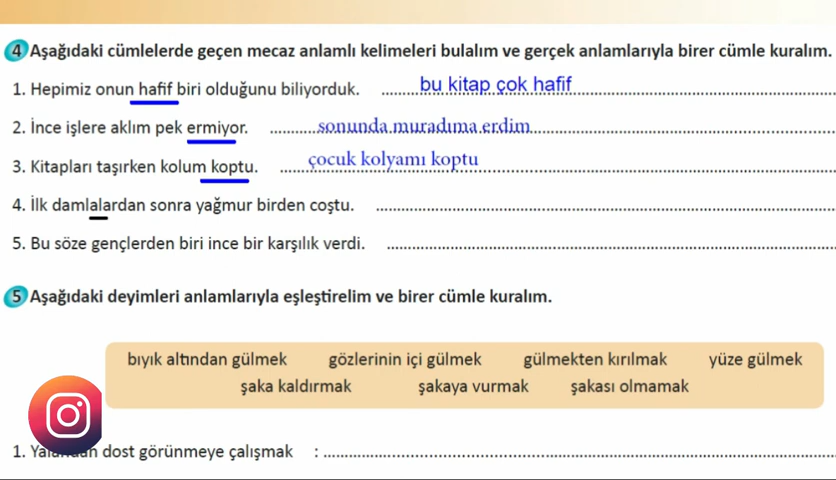 4 Aşağıdaki cümlelerde geçen mecaz anlamlı kelimeleri bulalım ve gerçek anlamlarıyla birer cümle kuralım.
1. Hepimiz onun hafif biri olduğunu biliyorduk. bu kitap çok hafif
2. İnce işlere aklım pek ermiyor. sonunda muradıma erdim
3. Kitapları taşırken kolum koptu. çocuk kolyamı koptu
4. İlk damlalardan sonra yağmur birden coştu.
5. Bu söze gençlerden biri ince bir karşılık verdi.
5 Aşağıdaki deyimleri anlamlarıyla eşleştirelim ve birer cümle kuralım.
bıyık altından gülmek gözlerinin içi gülmek gülmekten kırılmak yüze gülmek
şaka kaldırmak şakaya vurmak şakası olmamak
1. Yalandan dost görünmeye çalışmak :